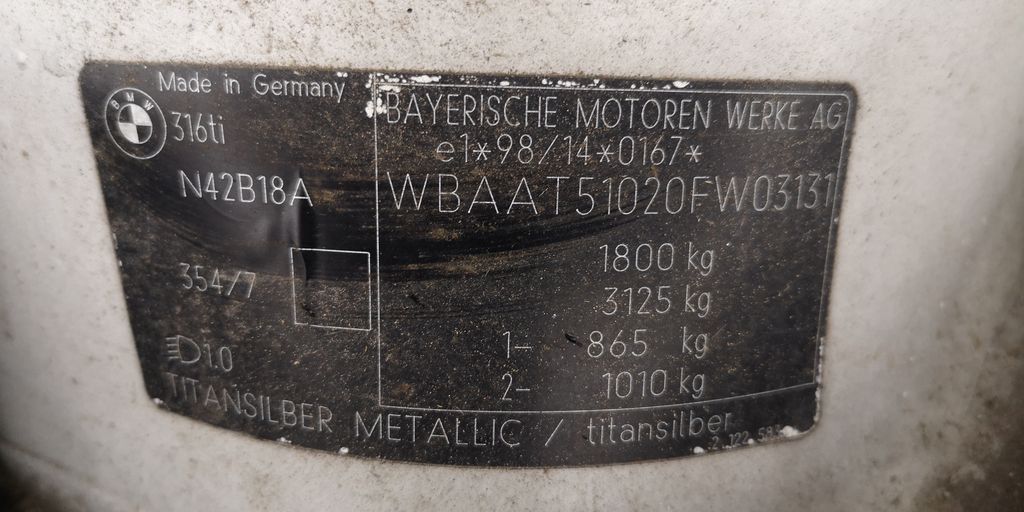 Made in Germany
BMW
316ti
N42B18A
354/7
1.0
BAYERISCHE MOTOREN WERKE AG
e1*98/14*0167*
WBAAT51020FW03131
1800 kg
3125 kg
1- 865 kg
2- 1010 kg
TITANSILBER METALLIC / titansilber